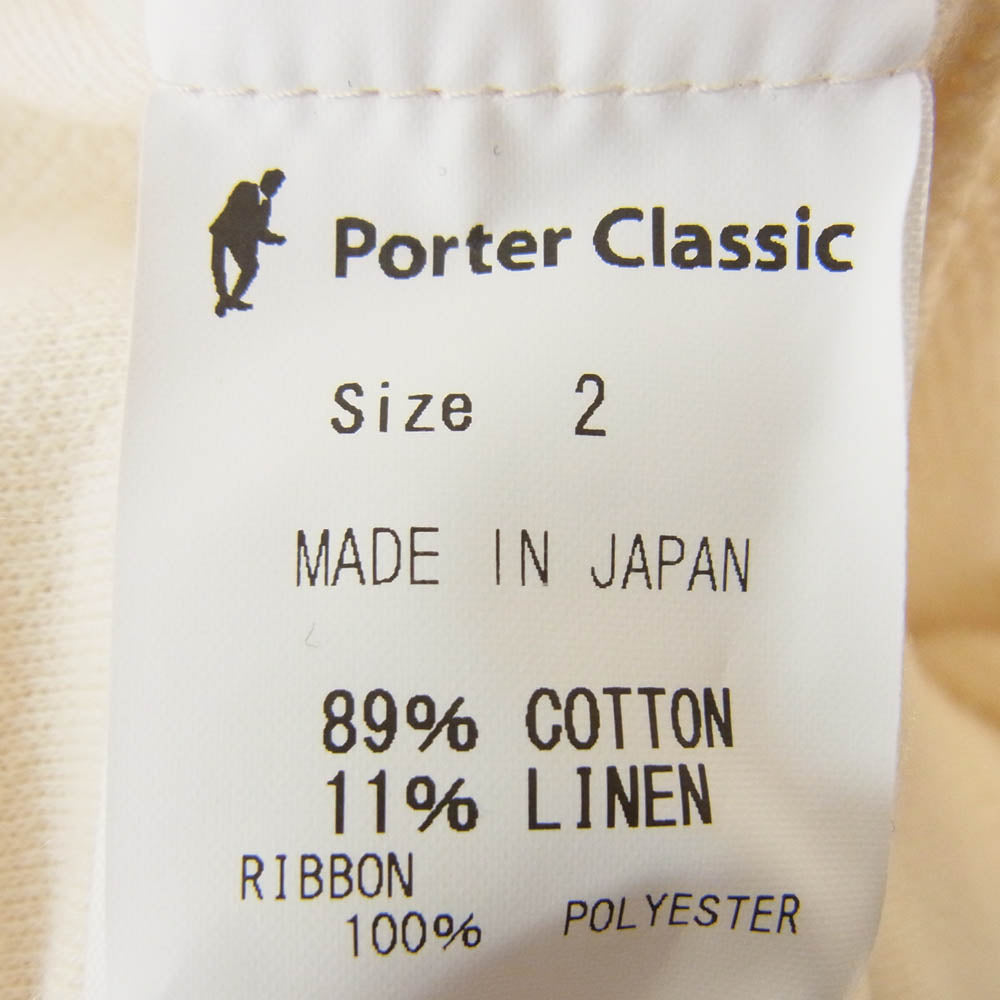 Porter Classic
Size 2
MADE IN JAPAN
89% COTTON
11% LINEN
RIBBON
100% POLYESTER